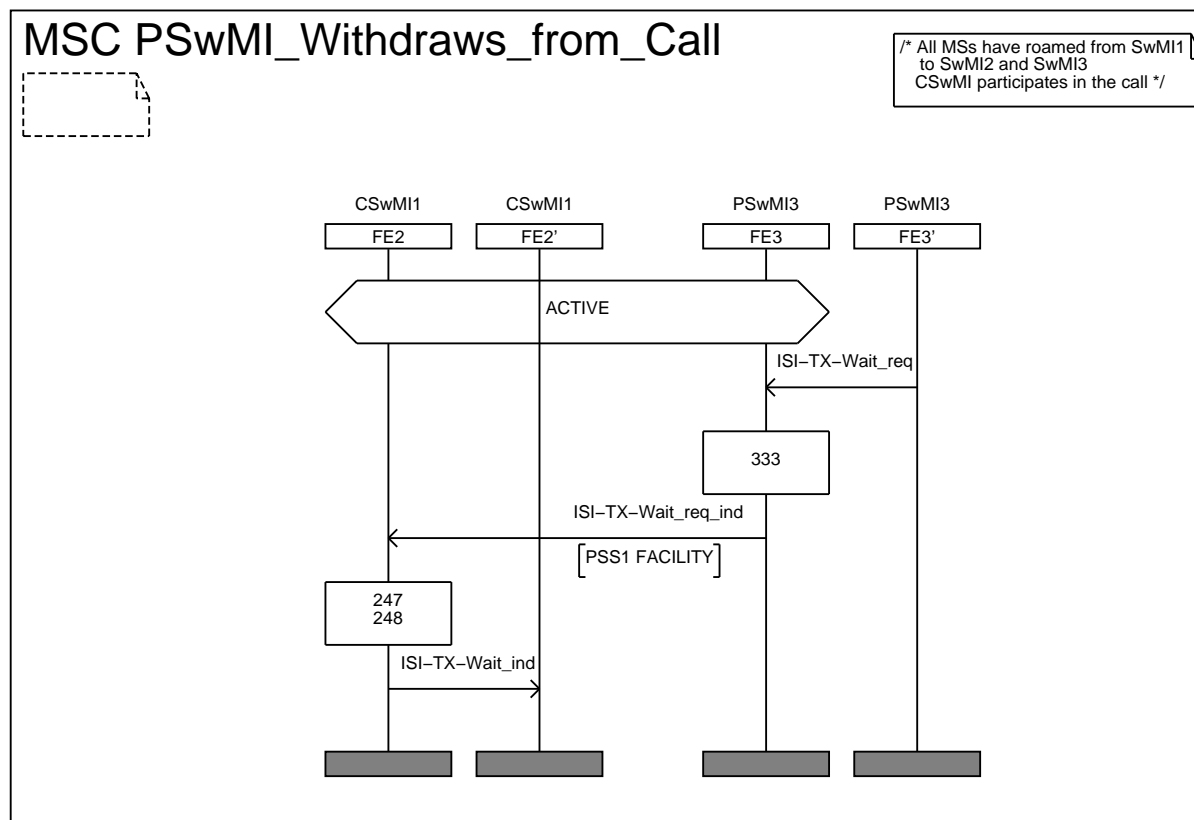 MSC PSwMI_Withdraws_from_Call
/* All MSs have roamed from SwMI1
to SwMI2 and SwMI3
CSwMI participates in the call */
CSwMI1 CSwMI1 PSwMI3 PSwMI3
FE2 FE2' FE3 FE3'
ACTIVE
ISI−TX−Wait_req
333
ISI−TX−Wait_req_ind
PSS1 FACILITY
247
248
ISI−TX−Wait_ind